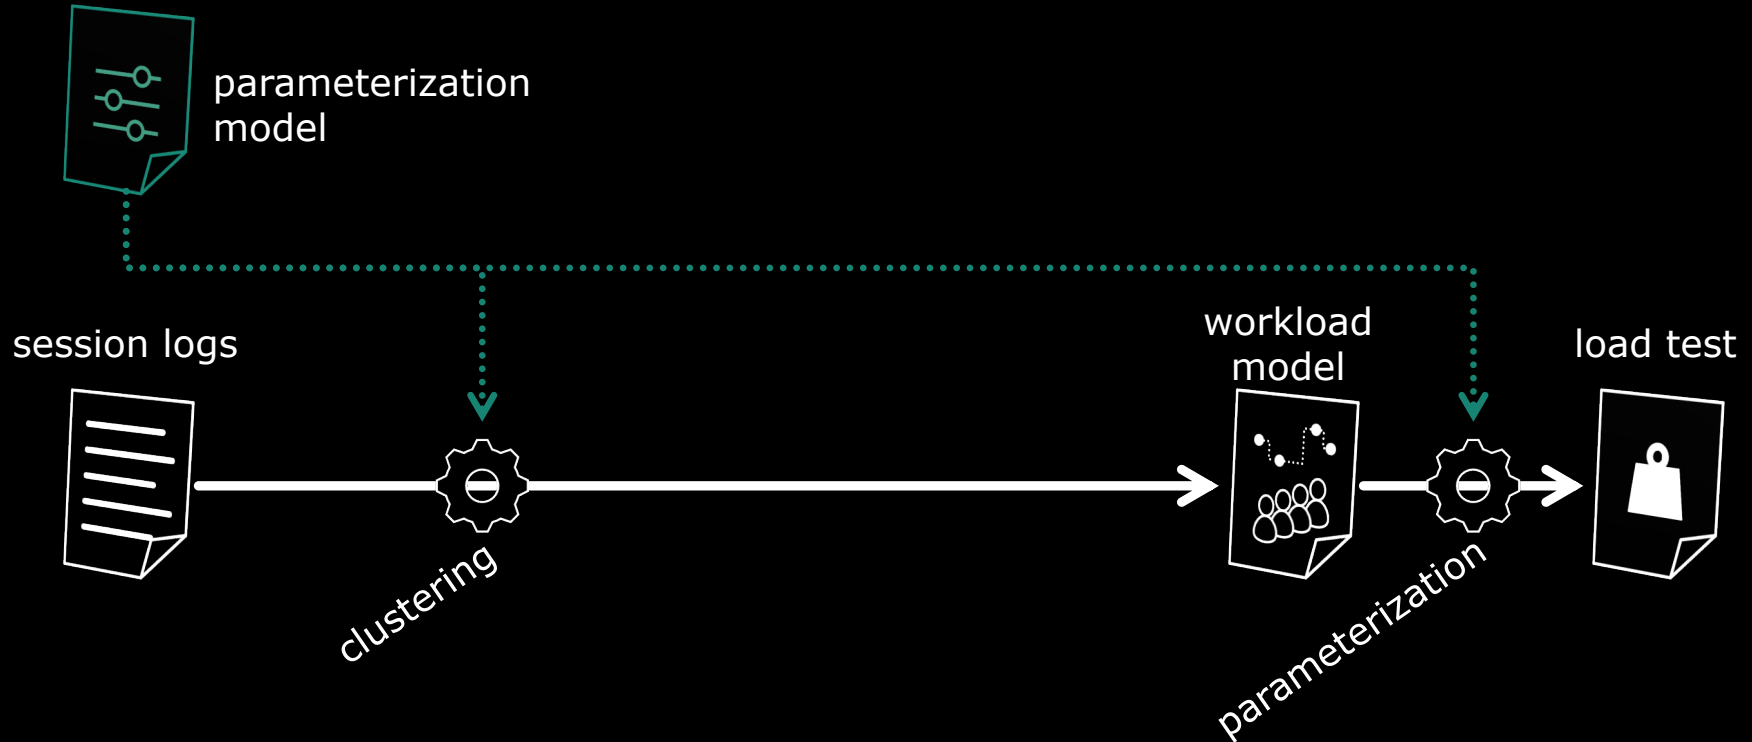 parameterization
model
session logs
workload
model
load test
clustering
parameterization